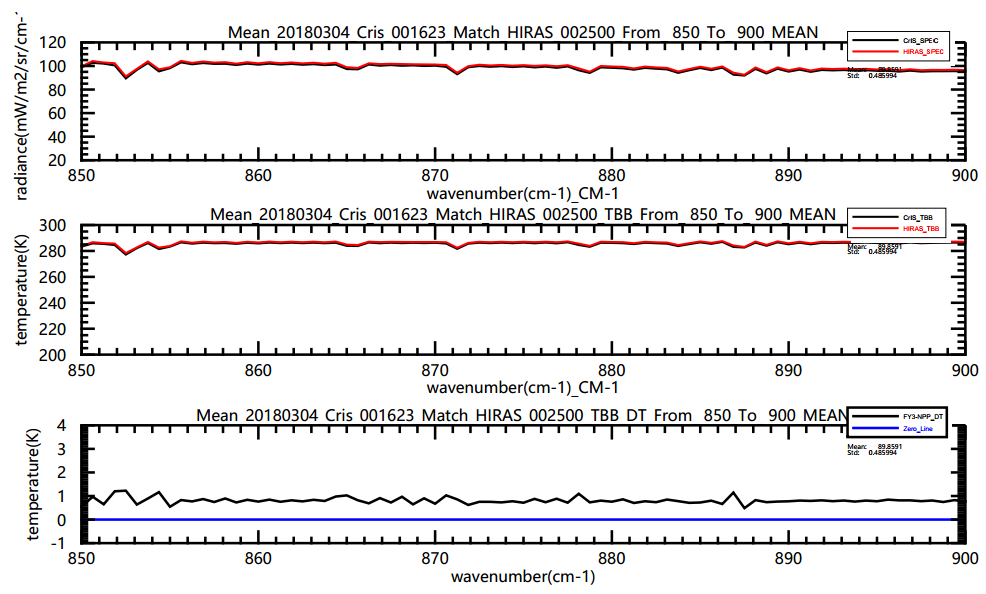 Mean 20180304 Cris 001623 Match HIRAS 002500 From 850 To 900 MEAN
radiance(mW/m2/sr/cm-1
120
100
80
60
40
20
CrIS_SPEC
HIRAS_SPEC
Mean: 89.8591
Std: 0.485994
850 860 870 880 890 900
wavenumber(cm-1)_CM-1
Mean 20180304 Cris 001623 Match HIRAS 002500 TBB From 850 To 900 MEAN
temperature(K)
300
280
260
240
220
200
CrIS_TBB
HIRAS_TBB
Mean: 89.8591
Std: 0.485994
850 860 870 880 890 900
wavenumber(cm-1)_CM-1
Mean 20180304 Cris 001623 Match HIRAS 002500 TBB DT From 850 To 900 MEAN
temperature(K)
4
3
2
1
0
-1
FY3-NPP_DT
Zero_Line
Mean: 89.8591
Std: 0.485994
850 860 870 880 890 900
wavenumber(cm-1)